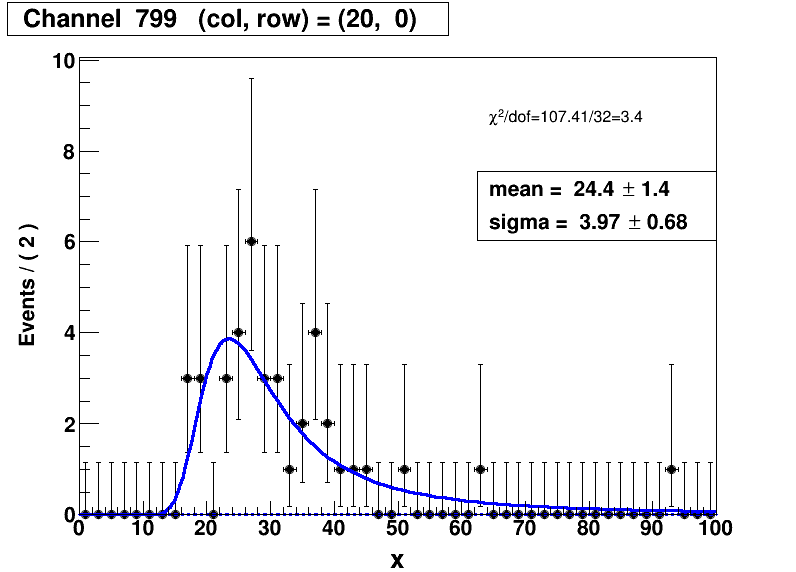 Channel 799 (col, row) = (20, 0)
χ²/dof=107.41/32=3.4
mean = 24.4 ± 1.4
sigma = 3.97 ± 0.68
Events / ( 2 )
10
8
6
4
2
0
0 10 20 30 40 50 60 70 80 90 100
x